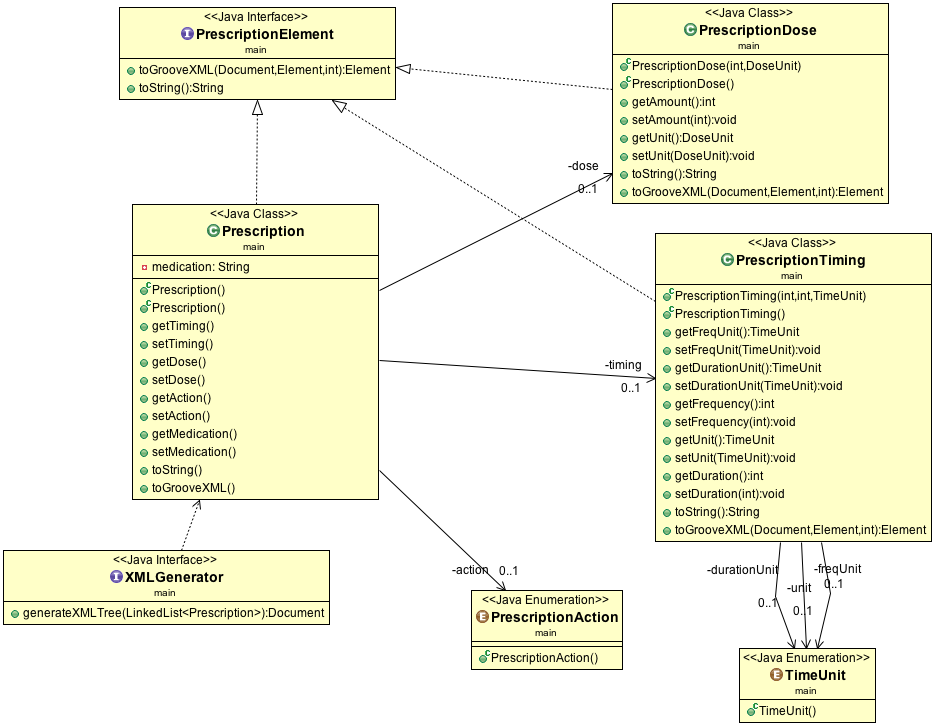 <<Java Interface>>
PrescriptionElement
main
toGrooveXML(Document,Element,int):Element
toString():String
<<Java Class>>
PrescriptionDose
main
PrescriptionDose(int,DoseUnit)
PrescriptionDose()
getAmount():int
setAmount(int):void
getUnit():DoseUnit
setUnit(DoseUnit):void
toString():String
toGrooveXML(Document,Element,int):Element
-dose
0..1
<<Java Class>>
Prescription
main
medication: String
Prescription()
Prescription()
getTiming()
setTiming()
getDose()
setDose()
getAction()
setAction()
getMedication()
setMedication()
toString()
toGrooveXML()
<<Java Class>>
PrescriptionTiming
main
PrescriptionTiming(int,int,TimeUnit)
PrescriptionTiming()
getFreqUnit():TimeUnit
setFreqUnit(TimeUnit):void
getDurationUnit():TimeUnit
setDurationUnit(TimeUnit):void
getFrequency():int
setFrequency(int):void
getUnit():TimeUnit
setUnit(TimeUnit):void
getDuration():int
setDuration(int):void
toString():String
toGrooveXML(Document,Element,int):Element
-timing
0..1
<<Java Interface>>
XMLGenerator
main
generateXMLTree(LinkedList<Prescription>):Document
-action 0..1
<<Java Enumeration>>
PrescriptionAction
main
PrescriptionAction()
-durationUnit
0..1
-unit
0..1
-freqUnit
0..1
<<Java Enumeration>>
TimeUnit
main
TimeUnit()